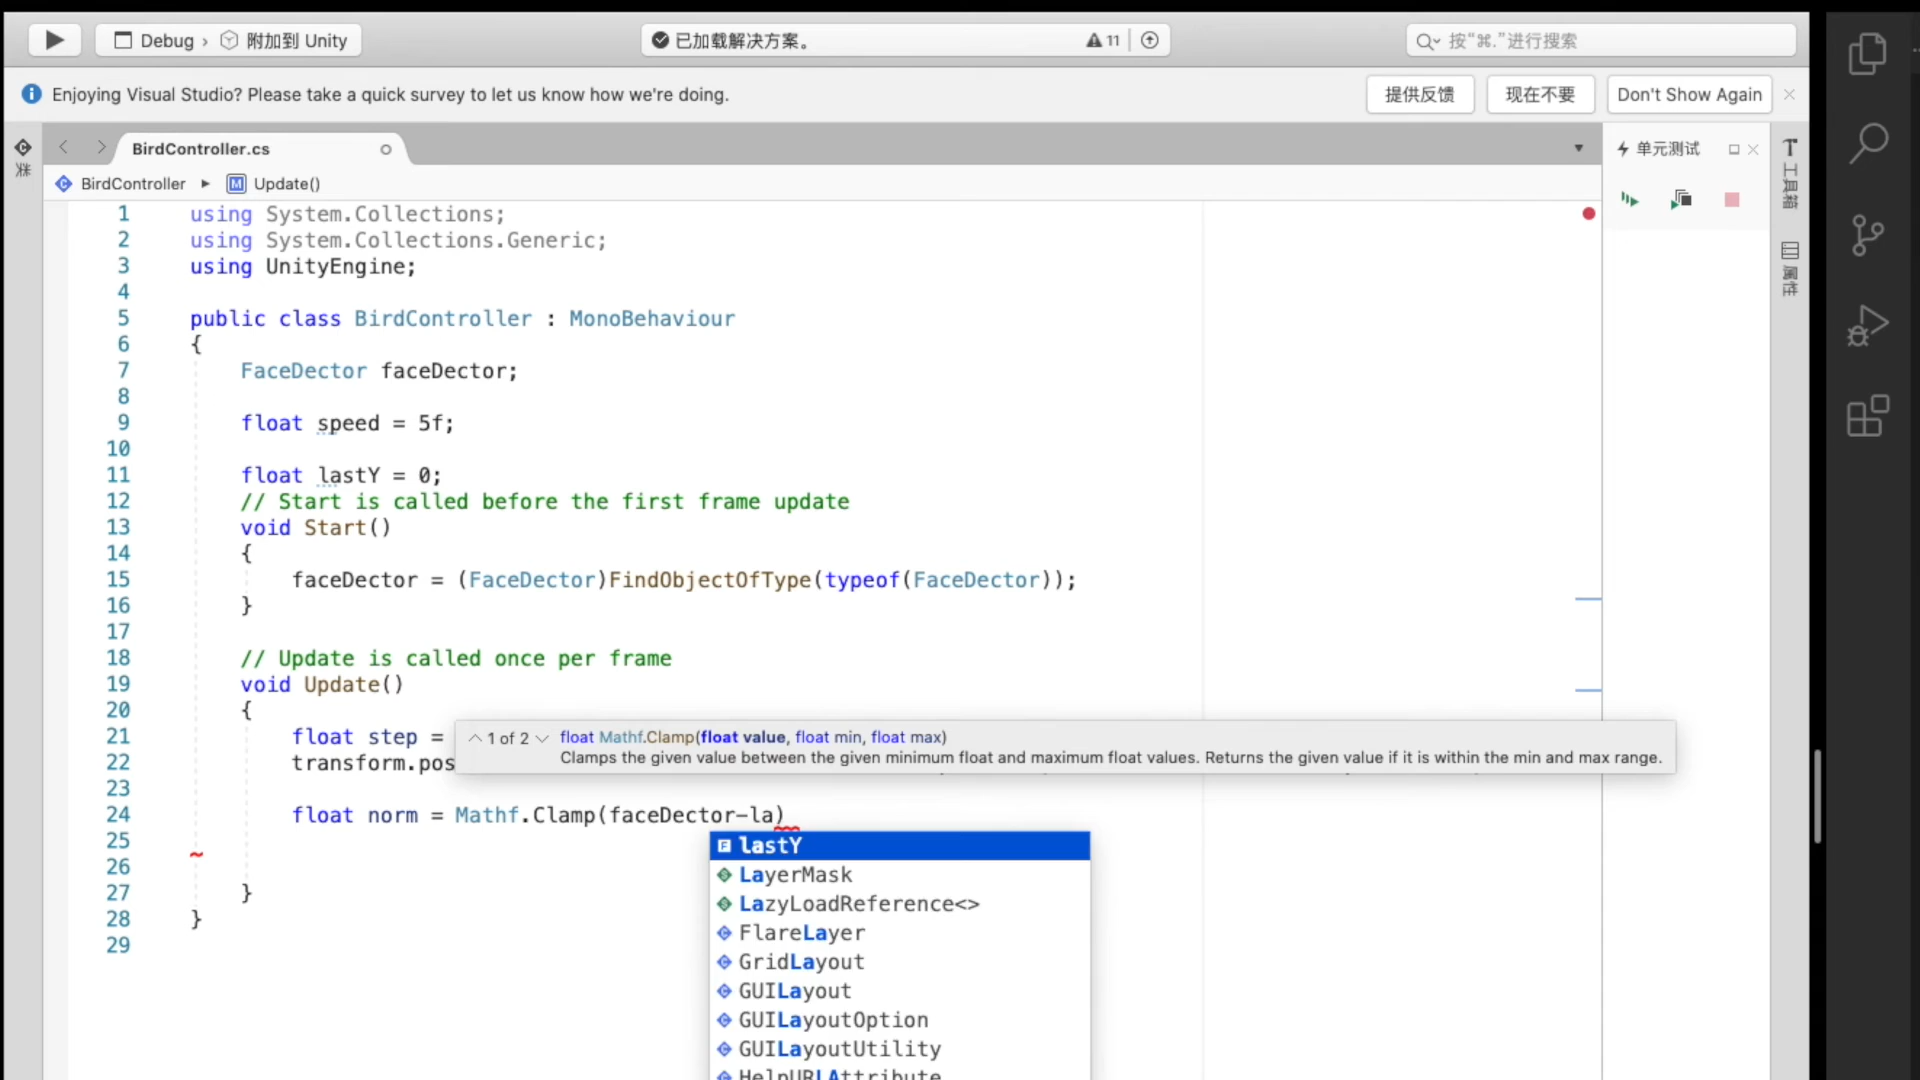 Debug › 附加到 Unity
已加载解决方案。
11
按“⌘.”进行搜索
Enjoying Visual Studio? Please take a quick survey to let us know how we're doing.
提供反馈
现在不要
Don't Show Again
BirdController.cs
单元测试
工具箱
属性
BirdController ▸ M Update()
1 using System.Collections;
2 using System.Collections.Generic;
3 using UnityEngine;
4
5 public class BirdController : MonoBehaviour
6 {
7 FaceDector faceDector;
8
9 float speed = 5f;
10
11 float lastY = 0;
12 // Start is called before the first frame update
13 void Start()
14 {
15 faceDector = (FaceDector)FindObjectOfType(typeof(FaceDector));
16 }
17
18 // Update is called once per frame
19 void Update()
20 {
21 float step =
1 of 2 float Mathf.Clamp(float value, float min, float max)
Clamps the given value between the given minimum float and maximum float values. Returns the given value if it is within the min and max range.
22 transform.pos
23
24 float norm = Mathf.Clamp(faceDector-la)
25
26
27 }
28 }
29
lastY
LayerMask
LazyLoadReference<>
FlareLayer
GridLayout
GUILayout
GUILayoutOption
GUILayoutUtility
HelpURLAttribute